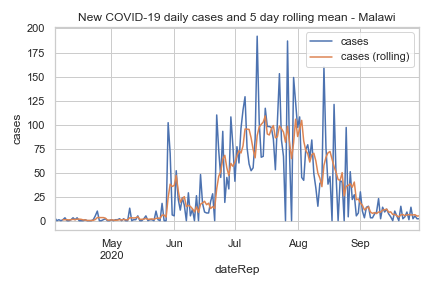 New COVID-19 daily cases and 5 day rolling mean - Malawi
cases
cases (rolling)
200
175
150
125
100
75
50
25
0
cases
May
2020
Jun
Jul
Aug
Sep
dateRep